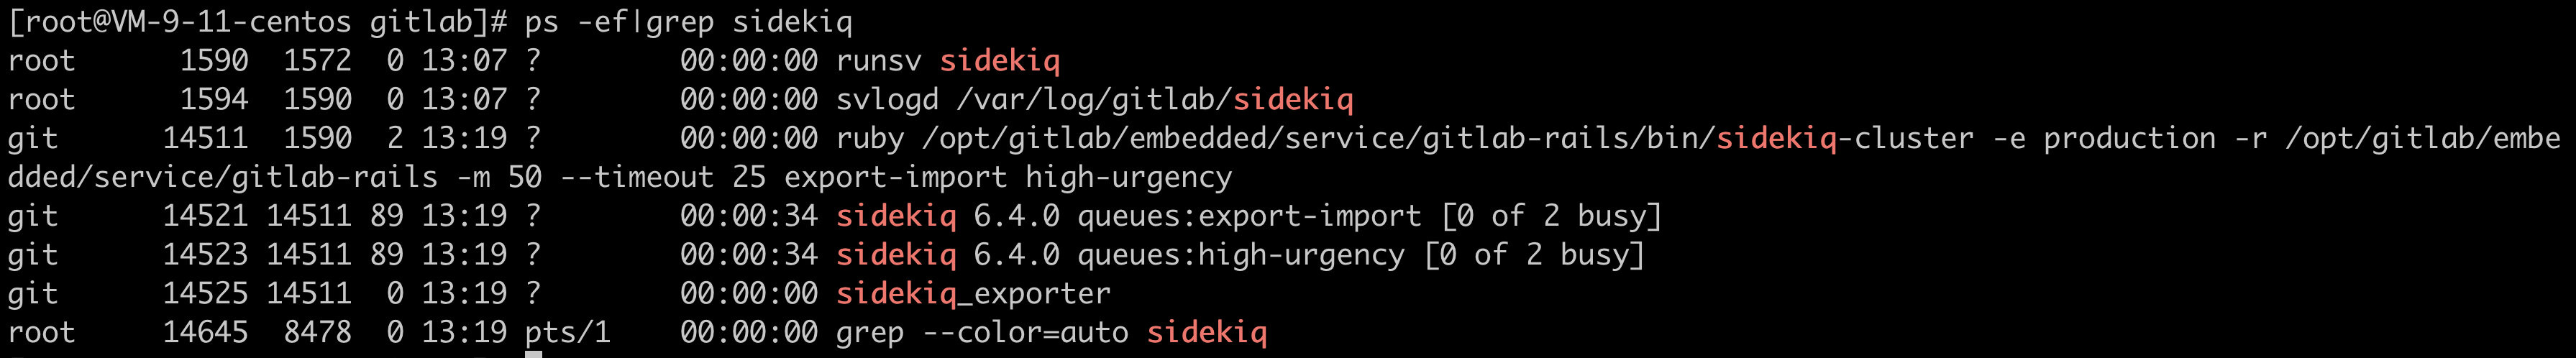 [root@VM-9-11-centos gitlab]# ps -ef|grep sidekiq
root      1590  1572  0 13:07 ?        00:00:00 runsv sidekiq
root      1594  1590  0 13:07 ?        00:00:00 svlogd /var/log/gitlab/sidekiq
git      14511  1590  2 13:19 ?        00:00:00 ruby /opt/gitlab/embedded/service/gitlab-rails/bin/sidekiq-cluster -e production -r /opt/gitlab/embe
dded/service/gitlab-rails -m 50 --timeout 25 export-import high-urgency
git      14521 14511 89 13:19 ?        00:00:34 sidekiq 6.4.0 queues:export-import [0 of 2 busy]
git      14523 14511 89 13:19 ?        00:00:34 sidekiq 6.4.0 queues:high-urgency [0 of 2 busy]
git      14525 14511  0 13:19 ?        00:00:00 sidekiq_exporter
root     14645  8478  0 13:19 pts/1    00:00:00 grep --color=auto sidekiq